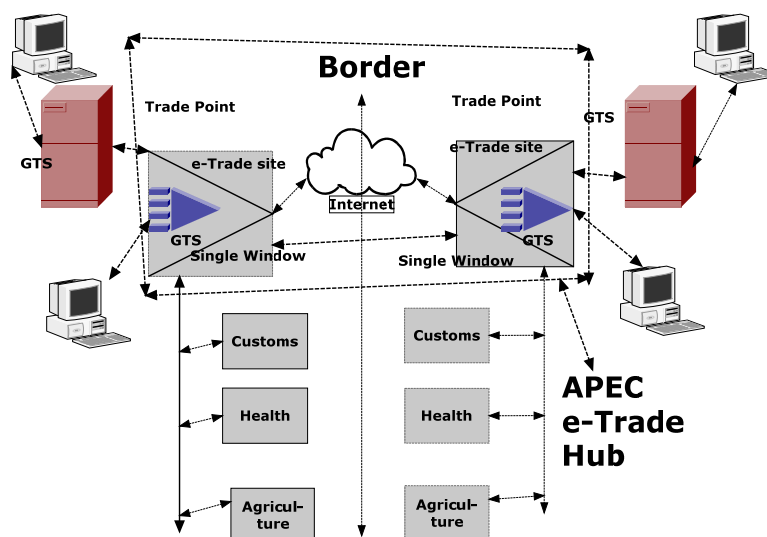 Border
Trade Point
Trade Point
GTS
e-Trade site
e-Trade site
GTS
Internet
GTS
GTS
Single Window
Single Window
Customs
Customs
Health
Health
APEC
e-Trade
Hub
Agricul-
ture
Agricul-
ture